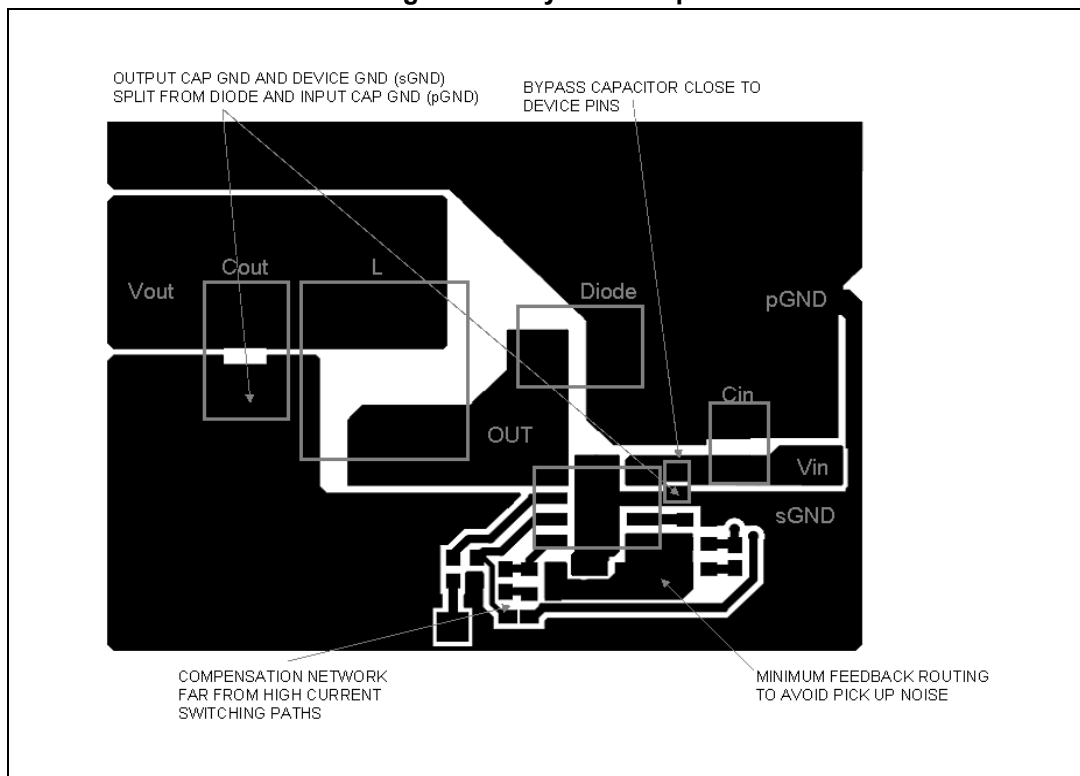 OUTPUT CAP GND AND DEVICE GND (sGND)
SPLIT FROM DIODE AND INPUT CAP GND (pGND)
BYPASS CAPACITOR CLOSE TO
DEVICE PINS
Cout
L
Vout
Diode
pGND
Cin
OUT
Vin
sGND
COMPENSATION NETWORK
FAR FROM HIGH CURRENT
SWITCHING PATHS
MINIMUM FEEDBACK ROUTING
TO AVOID PICK UP NOISE